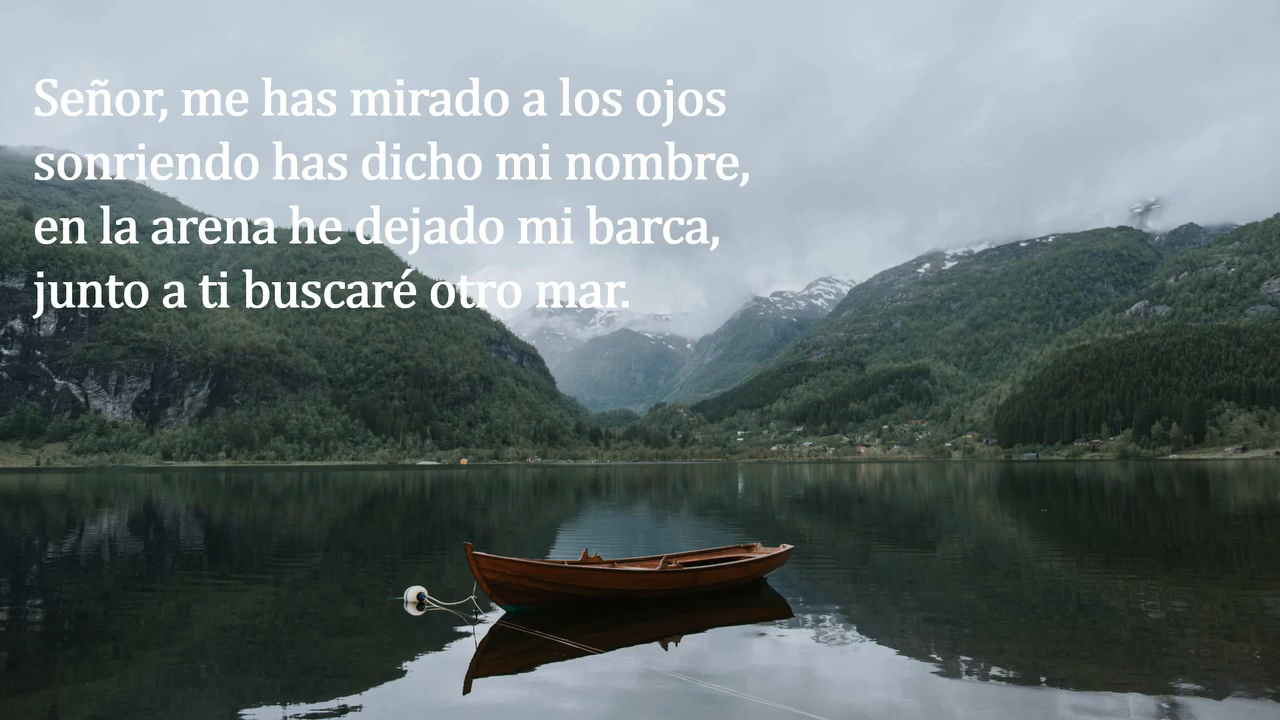 Señor, me has mirado a los ojos
sonriendo has dicho mi nombre,
en la arena he dejado mi barca,
junto a ti buscaré otro mar.